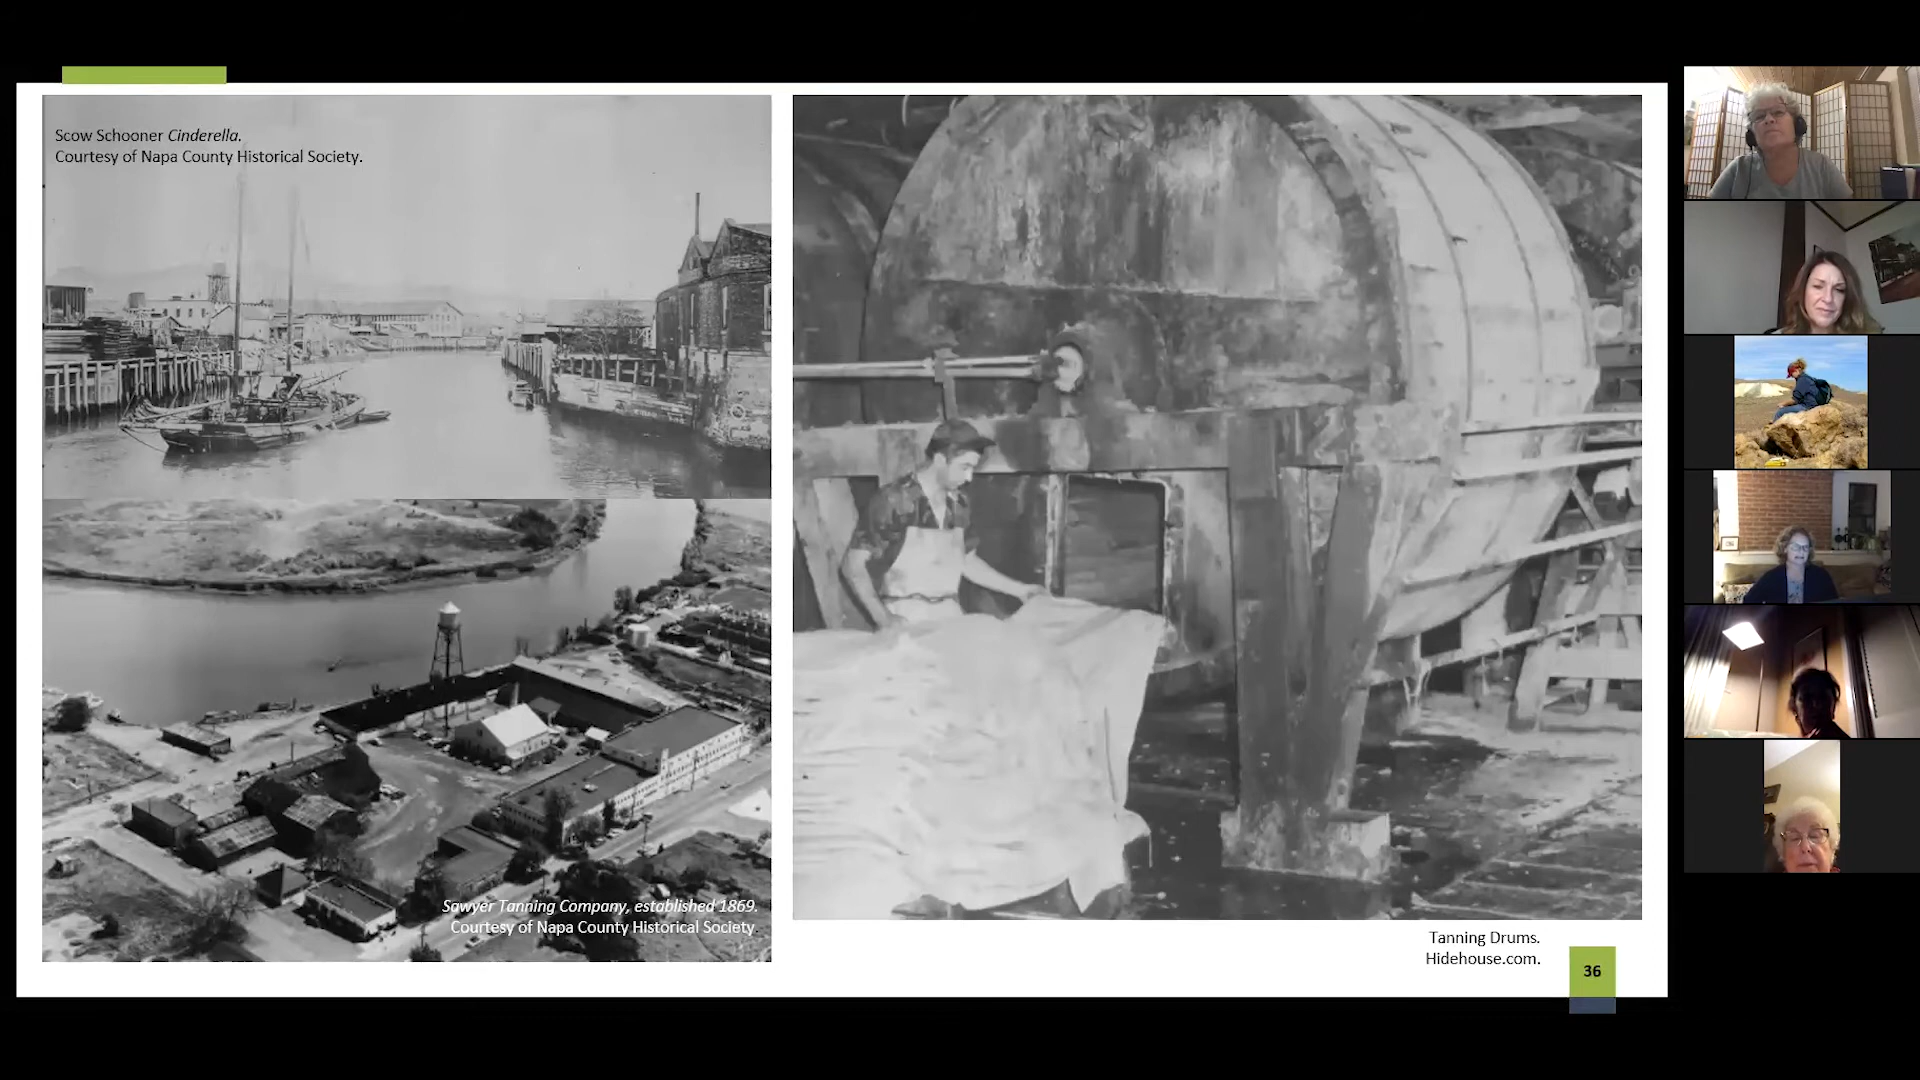 Scow Schooner Cinderella.
Courtesy of Napa County Historical Society.
Sawyer Tanning Company, established 1869.
Courtesy of Napa County Historical Society.
Tanning Drums.
Hidehouse.com.
36